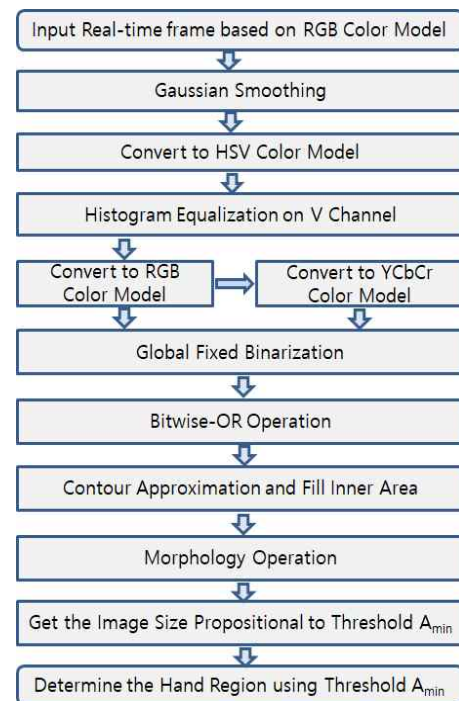 Input Real-time frame based on RGB Color Model
Gaussian Smoothing
Convert to HSV Color Model
Histogram Equalization on V Channel
Convert to RGB
Color Model
Convert to YCbCr
Color Model
Global Fixed Binarization
Bitwise-OR Operation
Contour Approximation and Fill Inner Area
Morphology Operation
Get the Image Size Propositional to Threshold Amin
Determine the Hand Region using Threshold Amin